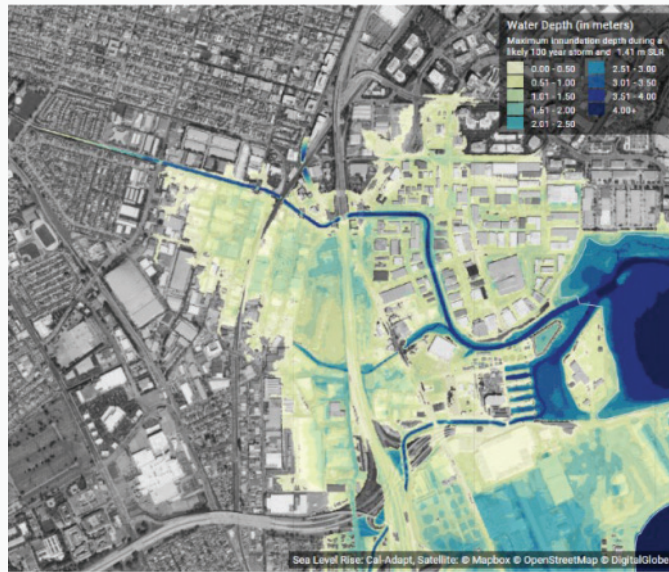 Water Depth (in meters)
Maximum innundation depth during a
likely 100 year storm and 1.41 m SLR
0.00 - 0.50
0.51 - 1.00
1.01 - 1.50
1.51 - 2.00
2.01 - 2.50
2.51 - 3.00
3.01 - 3.50
3.51 - 4.00
4.00+
Sea Level Rise: Cal-Adapt, Satellite: © Mapbox © OpenStreetMap © DigitalGlobe